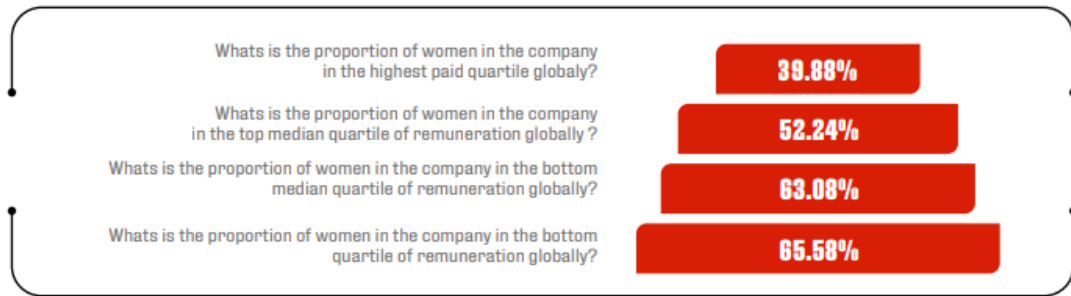 Whats is the proportion of women in the company
in the highest paid quartile globaly?
39.88%
Whats is the proportion of women in the company
in the top median quartile of remuneration globally ?
52.24%
Whats is the proportion of women in the company in the bottom
median quartile of remuneration globally?
63.08%
Whats is the proportion of women in the company in the bottom
quartile of remuneration globally?
65.58%